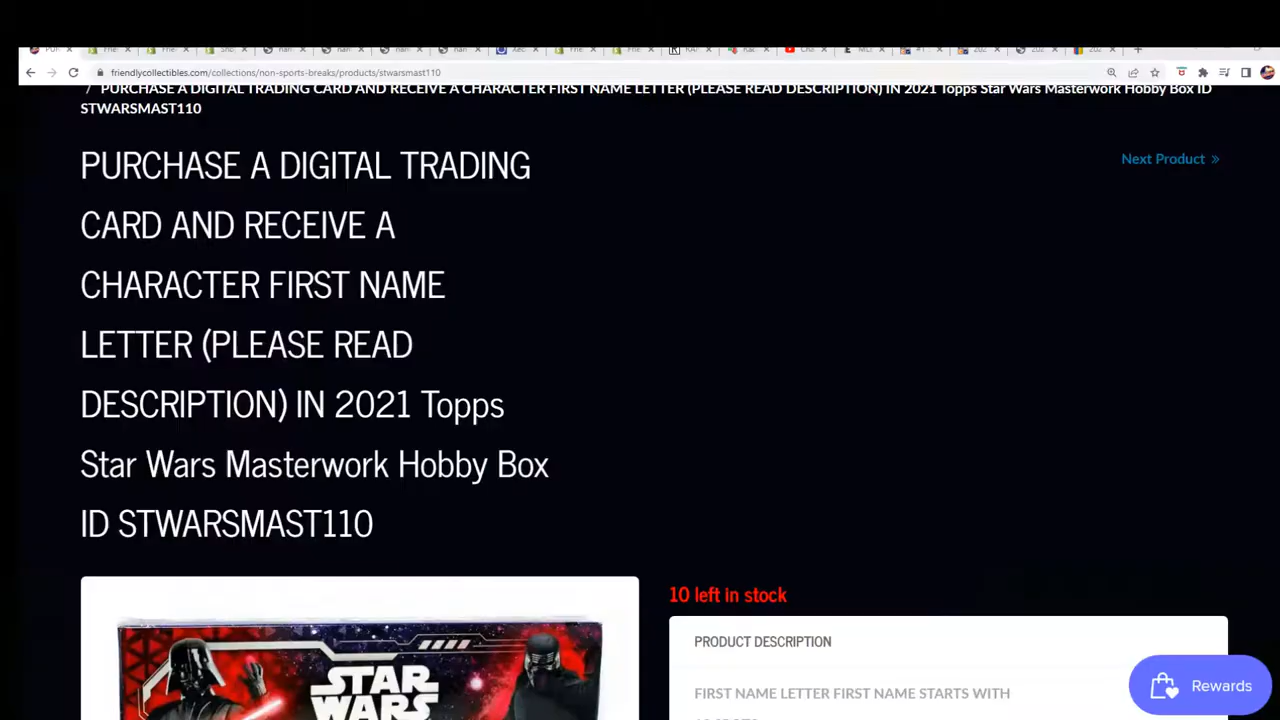 friendlycollectibles.com/collections/non-sports-breaks/products/stwarsmast110
/ PURCHASE A DIGITAL TRADING CARD AND RECEIVE A CHARACTER FIRST NAME LETTER (PLEASE READ DESCRIPTION) IN 2021 Topps Star Wars Masterwork Hobby Box ID
STWARSMAST110
Next Product »
PURCHASE A DIGITAL TRADING
CARD AND RECEIVE A
CHARACTER FIRST NAME
LETTER (PLEASE READ
DESCRIPTION) IN 2021 Topps
Star Wars Masterwork Hobby Box
ID STWARSMAST110
10 left in stock
PRODUCT DESCRIPTION
FIRST NAME LETTER FIRST NAME STARTS WITH
STAR
WARS
Rewards